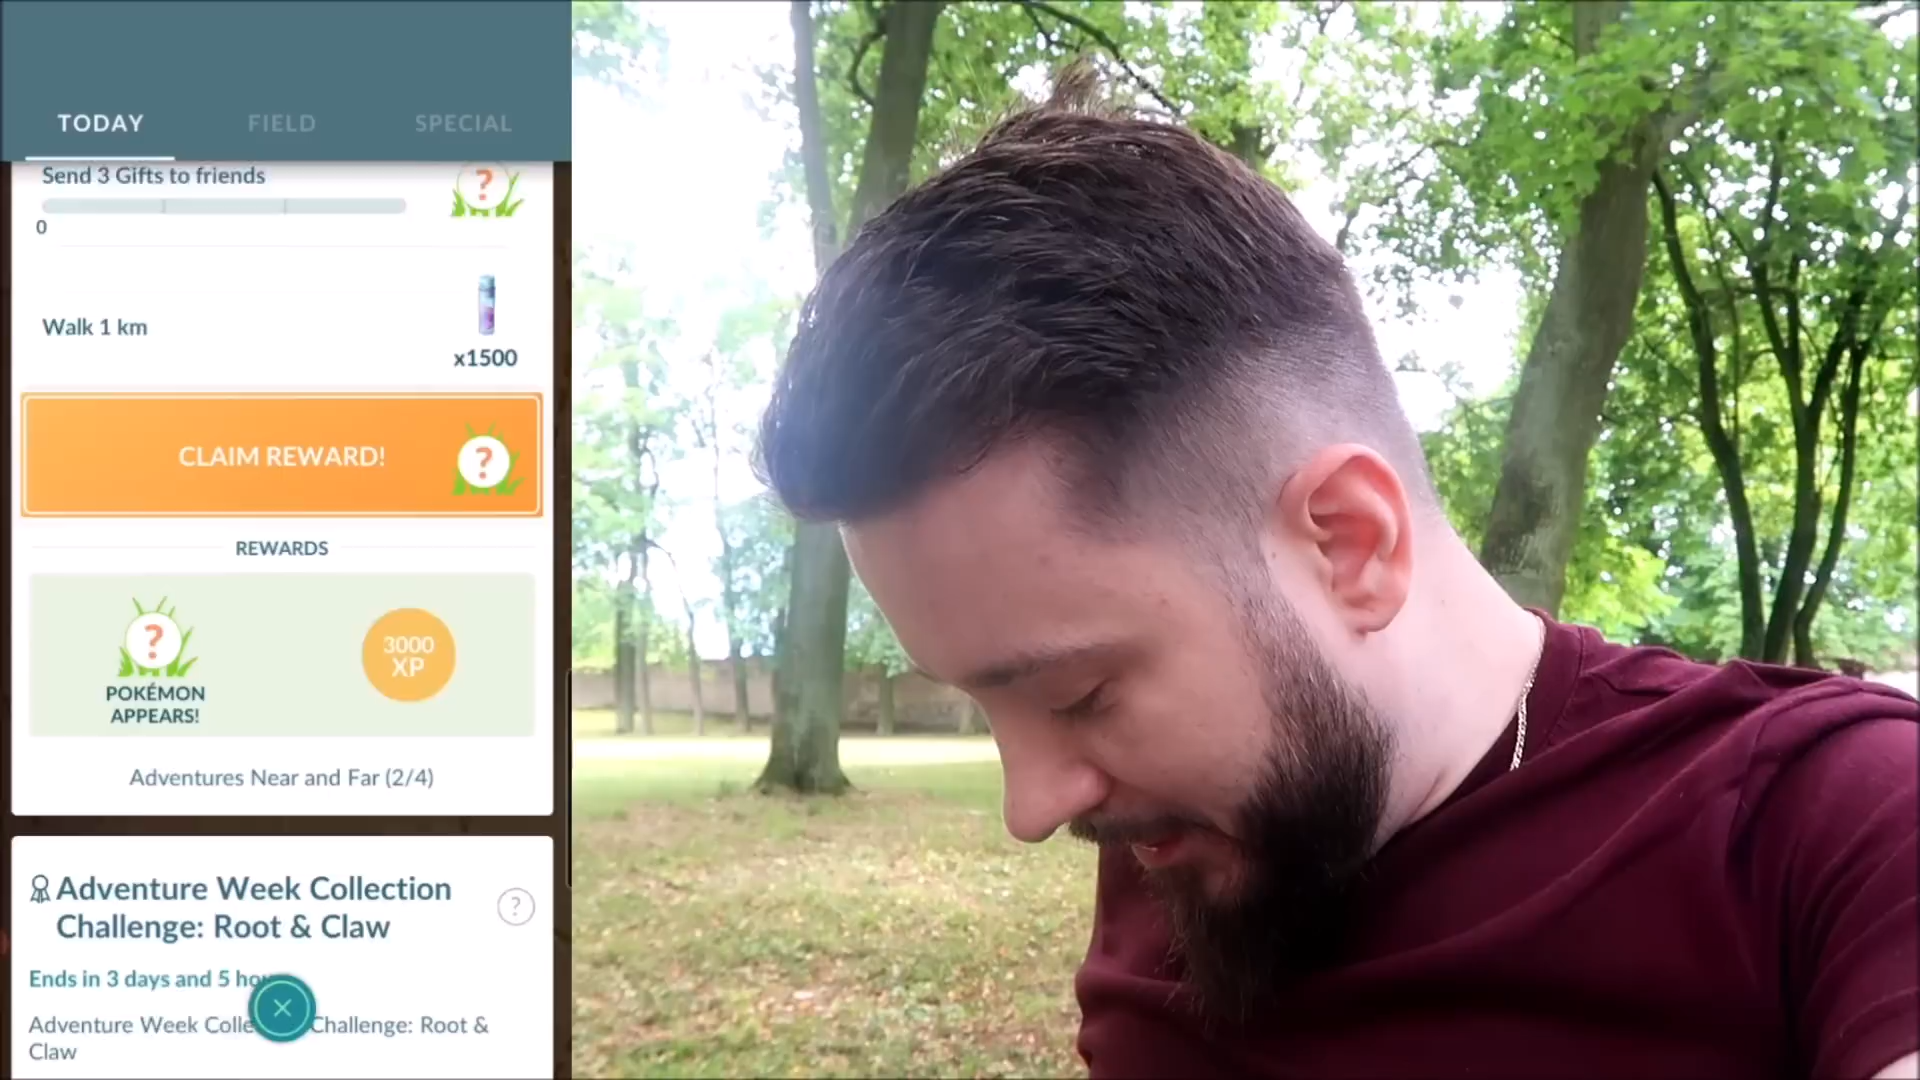 TODAY FIELD SPECIAL
Send 3 Gifts to friends
?
0
Walk 1 km
x1500
CLAIM REWARD!
?
REWARDS
?
3000
XP
POKÉMON
APPEARS!
Adventures Near and Far (2/4)
Adventure Week Collection
Challenge: Root & Claw
?
Ends in 3 days and 5
Adventure Week Challenge: Root &
Claw